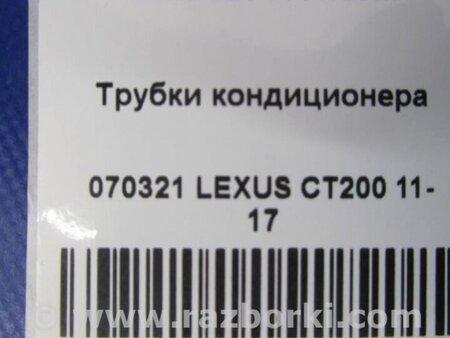 Трубки кондиционера
070321 LEXUS CT200 11-
17
© www.razborki.com